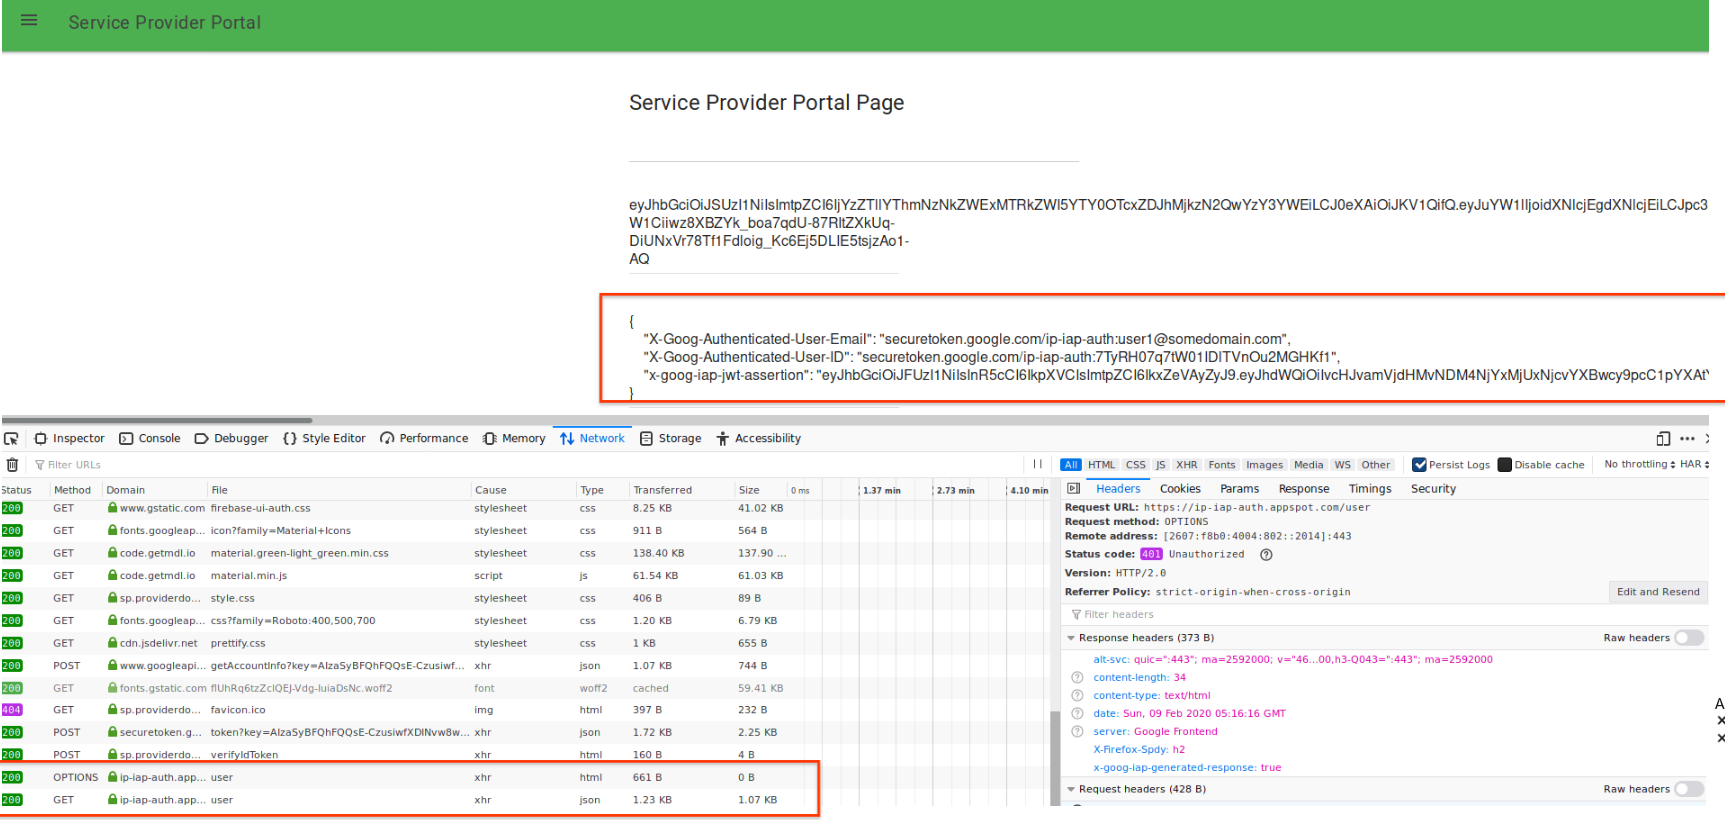 Service Provider Portal
Service Provider Portal Page
W1Ciiwz8XBZYk_boa7qdU-87RltZXkUq-
DiUNxVr78Tf1Fdloig_Kc6Ej5DLIE5tsjzAo1-
AQ
{
"X-Goog-Authenticated-User-Email": "securetoken.google.com/ip-iap-auth:user1@somedomain.com",
"X-Goog-Authenticated-User-ID": "securetoken.google.com/ip-iap-auth:7TyRH07q7tW01IDITVnOu2MGHKf1",
"x-goog-iap-jwt-assertion":
}
Inspector Console Debugger {} Style Editor Performance Memory Network Storage Accessibility
Filter URLs All HTML CSS JS XHR Fonts Images Media WS Other Persist Logs Disable cache No throttling HAR
Status Method Domain File Cause Type Transferred Size 0 ms 1.37 min 2.73 min 4.10 min
200 GET www.gstatic.com firebase-ui-auth.css stylesheet css 8.25 KB 41.02 KB
200 GET fonts.googleap... icon?family=Material+Icons stylesheet css 911 B 564 B
200 GET code.getmdl.io material.green-light_green.min.css stylesheet css 138.40 KB 137.90 ...
200 GET code.getmdl.io material.min.js script js 61.54 KB 61.03 KB
200 GET sp.providerdo... style.css stylesheet css 406 B 89 B
200 GET fonts.googleap... css?family=Roboto:400,500,700 stylesheet css 1.20 KB 6.79 KB
200 GET cdn.jsdelivr.net prettify.css stylesheet css 1 KB 655 B
200 POST www.googleapi... getAccountInfo?key=AIzaSyBFQhFQQsE-Czusiwf... xhr json 1.07 KB 744 B
200 GET fonts.gstatic.com flUhRq6tzZclQEJ-Vdg-IuiaDsNc.woff2 font woff2 cached 59.41 KB
404 GET sp.providerdo... favicon.ico img html 397 B 232 B
200 POST securetoken.g... token?key=AIzaSyBFQhFQQsE-CzusiwfXDlNvw8w... xhr json 1.72 KB 2.25 KB
200 POST sp.providerdo... verifyIdToken xhr html 160 B 4 B
200 OPTIONS ip-iap-auth.app... user xhr html 661 B 0 B
200 GET ip-iap-auth.app... user xhr json 1.23 KB 1.07 KB
Headers Cookies Params Response Timings Security
Request URL: https://ip-iap-auth.appspot.com/user
Request method: OPTIONS
Remote address: [2607:f8b0:4004:802::2014]:443
Status code: 401 Unauthorized
Version: HTTP/2.0
Referrer Policy: strict-origin-when-cross-origin Edit and Resend
Filter headers
Response headers (373 B) Raw headers
alt-svc: quic=":443"; ma=2592000; v="46...00,h3-Q043=":443"; ma=2592000
content-length: 34
content-type: text/html
date: Sun, 09 Feb 2020 05:16:16 GMT
server: Google Frontend
X-Firefox-Spdy: h2
x-goog-iap-generated-response: true
Request headers (428 B) Raw headers
A